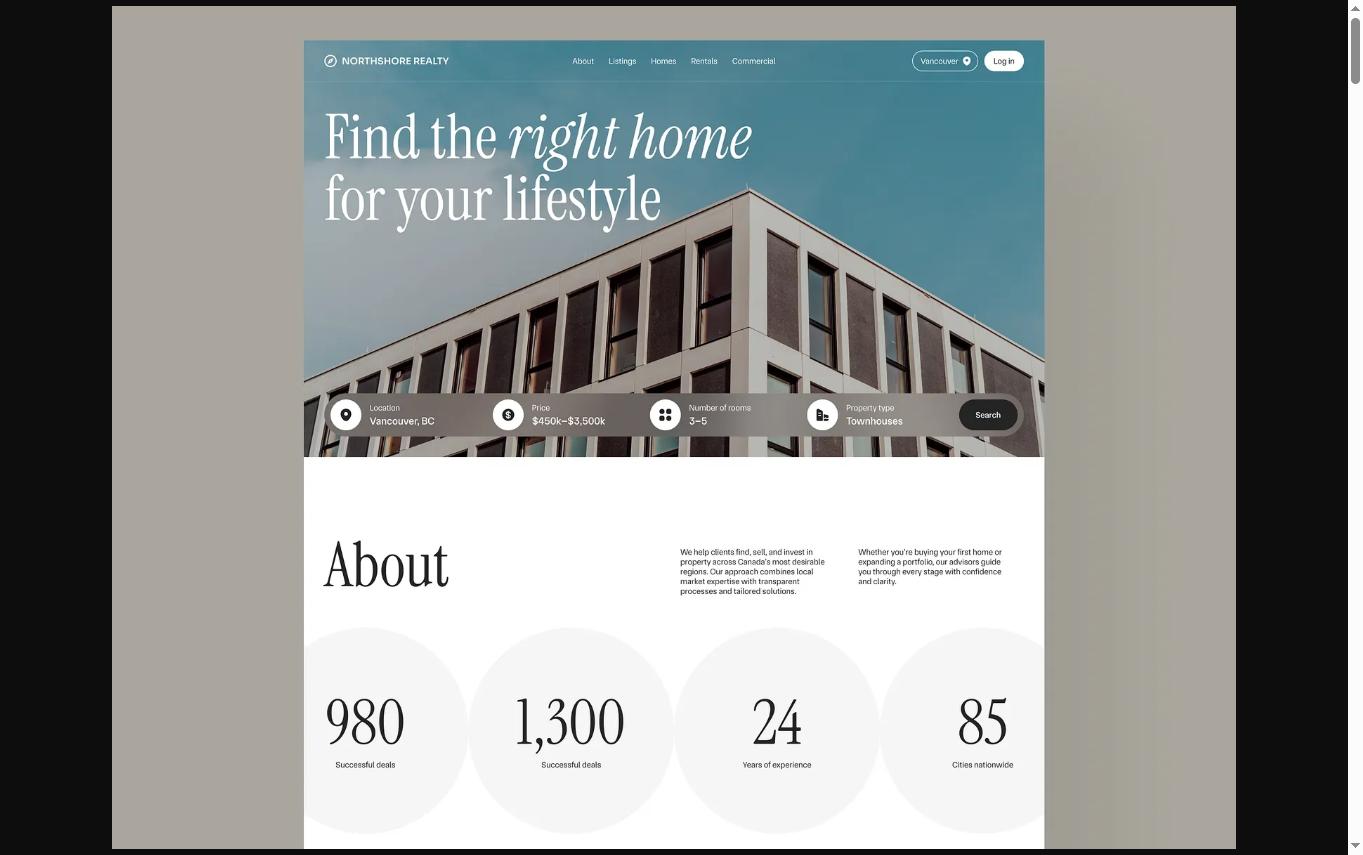 NORTHSHORE REALTY
About
Listings
Homes
Rentals
Commercial
Vancouver
Log in
Find the right home
for your lifestyle
Location
Vancouver, BC
Price
$450k–$3,500k
Number of rooms
3–5
Property type
Townhouses
Search
About
We help clients find, sell, and invest in
property across Canada's most desirable
regions. Our approach combines local
market expertise with transparent
processes and tailored solutions.
Whether you're buying your first home or
expanding a portfolio, our advisors guide
you through every stage with confidence
and clarity.
980
Successful deals
1,300
Successful deals
24
Years of experience
85
Cities nationwide